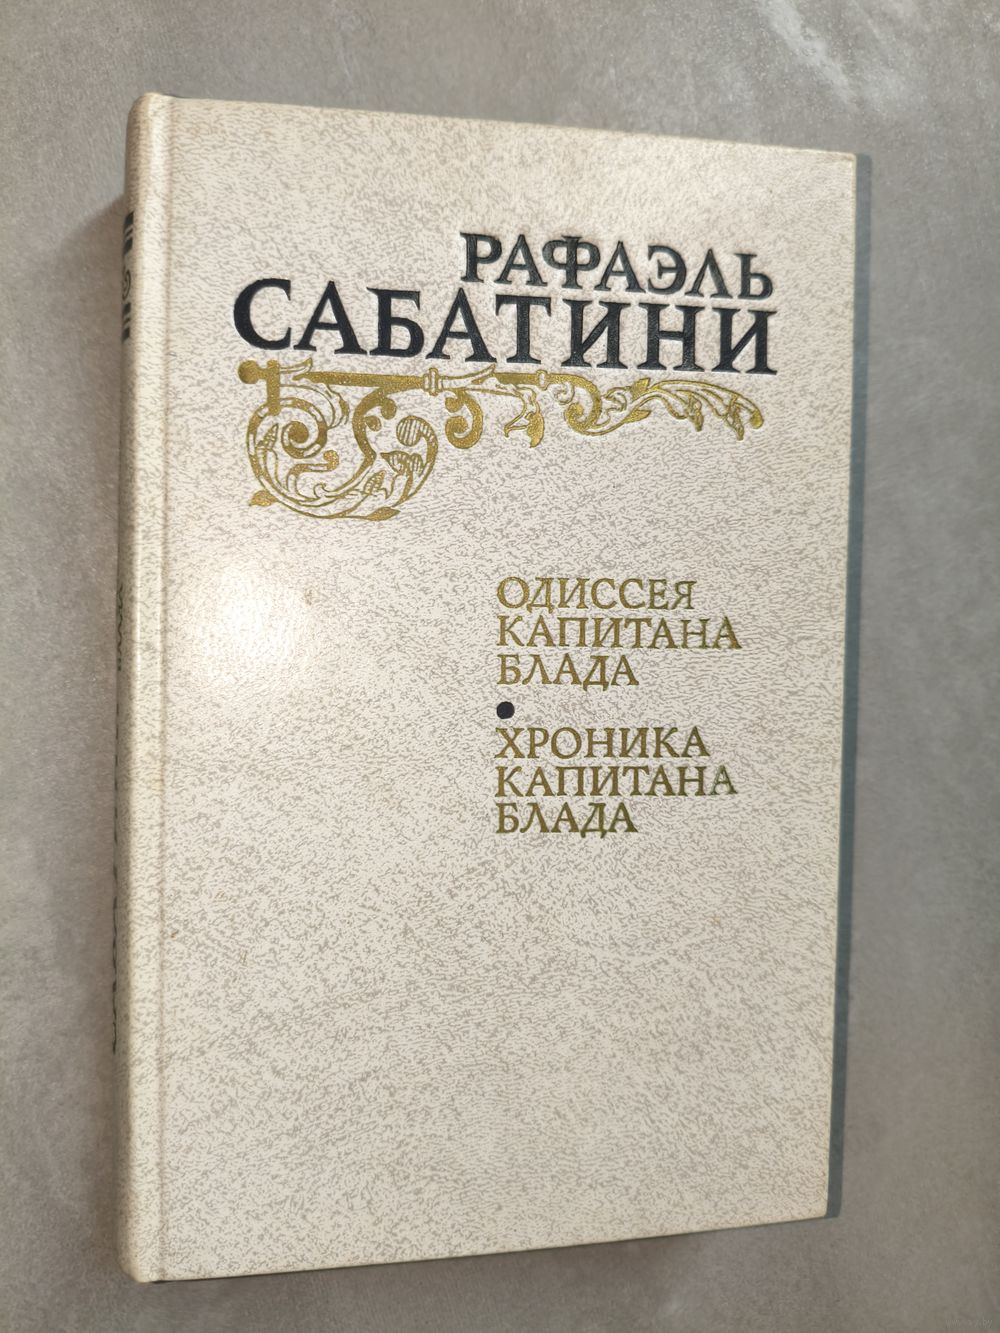 РАФАЭЛЬ
САБАТИНИ
ОДИССЕЯ
КАПИТАНА
БЛАДА
•
ХРОНИКА
КАПИТАНА
БЛАДА